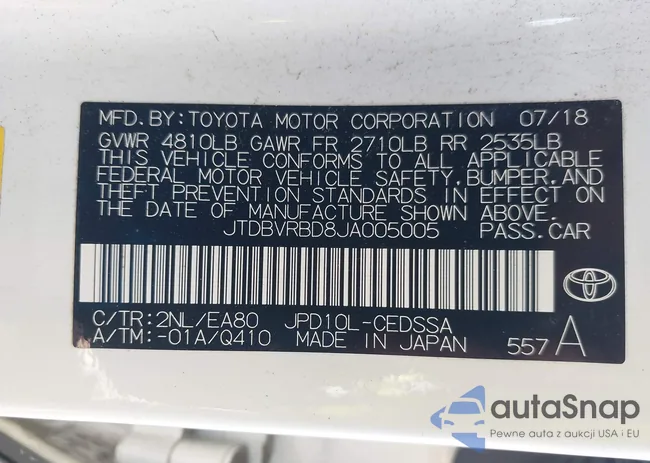 MFD.BY:TOYOTA MOTOR CORPORATION 07/18
GVWR 4810LB GAWR FR 2710LB RR 2535LB
THIS VEHICLE CONFORMS TO ALL APPLICABLE
FEDERAL MOTOR VEHICLE SAFETY,BUMPER,AND
THEFT PREVENTION STANDARDS IN EFFECT ON
THE DATE OF MANUFACTURE SHOWN ABOVE.
JTDBVRBD8JA005005 PASS.CAR
C/TR:2NL/EA80 JPD10L-CEDSSA
A/TM:-01A/Q410 MADE IN JAPAN 557A
autoSnap
Pewne auta z aukcji USA i EU